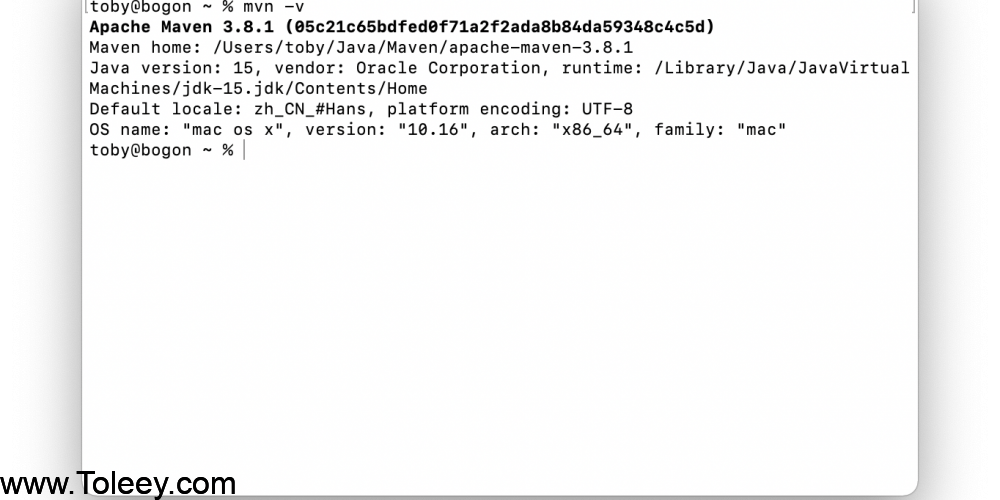 toby@bogon ~ % mvn -v
Apache Maven 3.8.1 (05c21c65bdfed0f71a2f2ada8b84da59348c4c5d)
Maven home: /Users/toby/Java/Maven/apache-maven-3.8.1
Java version: 15, vendor: Oracle Corporation, runtime: /Library/Java/JavaVirtual
Machines/jdk-15.jdk/Contents/Home
Default locale: zh_CN_#Hans, platform encoding: UTF-8
OS name: "mac os x", version: "10.16", arch: "x86_64", family: "mac"
toby@bogon ~ %
www.Toleey.com